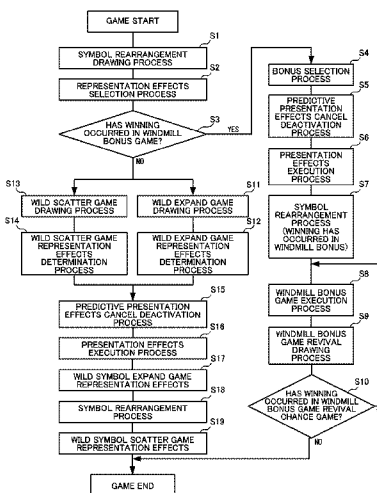 GAME START
S1
SYMBOL REARRANGEMENT
DRAWING PROCESS
S2
REPRESENTATION EFFECTS
SELECTION PROCESS
S3
HAS WINNING
OCCURRED IN WINDMILL
BONUS GAME?
YES
NO
S4
BONUS SELECTION
PROCESS
S5
PREDICTIVE
PRESENTATION
EFFECTS CANCEL
DEACTIVATION
PROCESS
S6
PRESENTATION
EFFECTS
EXECUTION
PROCESS
S7
SYMBOL
REARRANGEMENT
PROCESS
(WINNING HAS
OCCURRED IN
WINDMILL BONUS)
S8
WINDMILL BONUS
GAME EXECUTION
PROCESS
S9
WINDMILL BONUS
GAME REVIVAL
DRAWING
PROCESS
S10
HAS WINNING
OCCURRED IN WINDMILL
BONUS GAME REVIVAL
CHANCE GAME?
NO
S13
WILD SCATTER GAME
DRAWING PROCESS
S14
WILD SCATTER GAME
REPRESENTATION
EFFECTS
DETERMINATION
PROCESS
S11
WILD EXPAND GAME
DRAWING PROCESS
S12
WILD EXPAND GAME
REPRESENTATION
EFFECTS
DETERMINATION
PROCESS
S15
PREDICTIVE PRESENTATION
EFFECTS CANCEL DEACTIVATION
PROCESS
S16
PRESENTATION EFFECTS
EXECUTION PROCESS
S17
WILD SYMBOL EXPAND GAME
REPRESENTATION EFFECTS
S18
SYMBOL REARRANGEMENT
PROCESS
S19
WILD SYMBOL SCATTER GAME
REPRESENTATION EFFECTS
GAME END